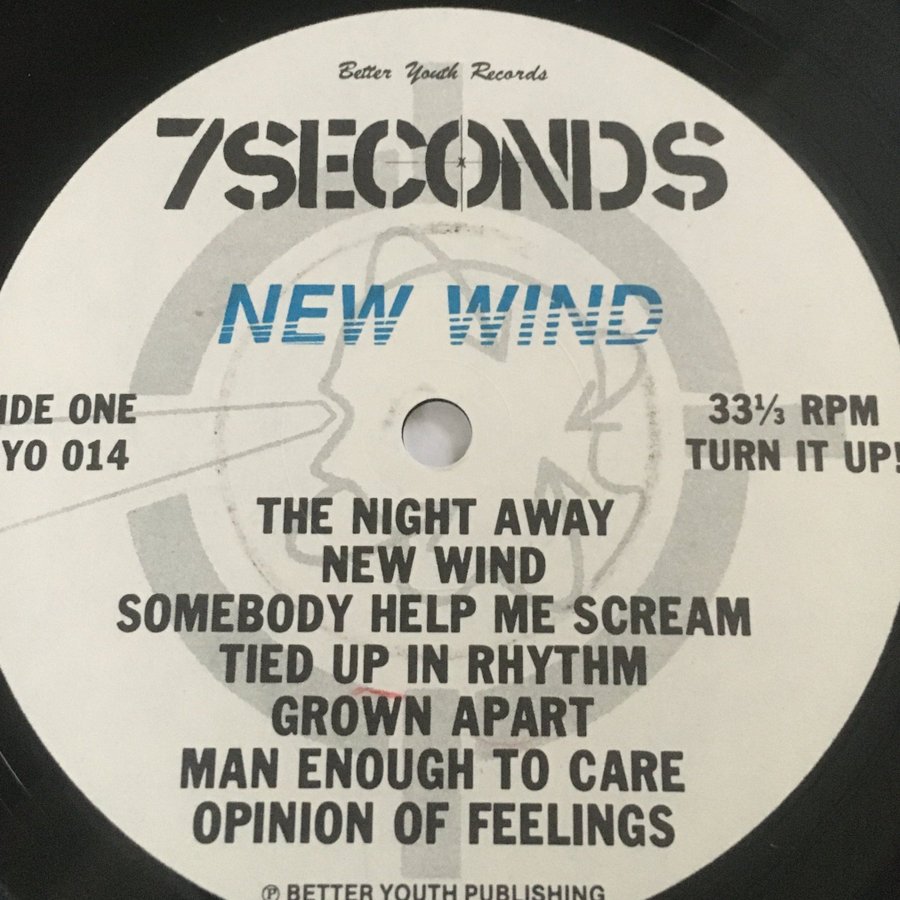 Better Youth Records
7SECONDS
NEW WIND
IDE ONE
YO 014
33⅓ RPM
TURN IT UP!
THE NIGHT AWAY
NEW WIND
SOMEBODY HELP ME SCREAM
TIED UP IN RHYTHM
GROWN APART
MAN ENOUGH TO CARE
OPINION OF FEELINGS
Ⓟ BETTER YOUTH PUBLISHING